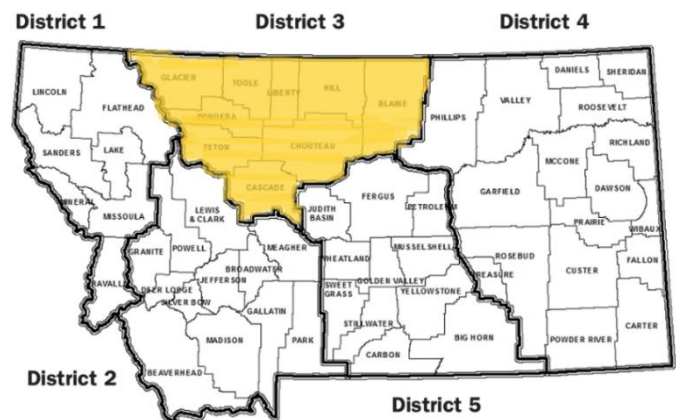 District 1
District 3
District 4
LINCOLN
FLATHEAD
GLACIER
TOOLE
LIBERTY
HILL
BLAINE
PHILLIPS
VALLEY
DANIELS
SHERIDAN
ROOSEVELT
PONDERA
SANDERS
LAKE
TETON
CHOUTEAU
RICHLAND
MCCONE
GARFIELD
DAWSON
MINERAL
MISSOULA
LEWIS
& CLARK
CASCADE
JUDITH
BASIN
FERGUS
PETROLEUM
PRAIRIE
WIBAUX
GRANITE
POWELL
MEAGHER
WHEATLAND
MUSSELSHELL
ROSEBUD
FALLON
RAVALLI
DEER LODGE
JEFFERSON
BROADWATER
SWEET
GRASS
GOLDEN VALLEY
YELLOWSTONE
TREASURE
CUSTER
SILVER BOW
GALLATIN
MADISON
PARK
STILLWATER
BIG HORN
CARTER
POWDER RIVER
CARBON
BEAVERHEAD
District 2
District 5